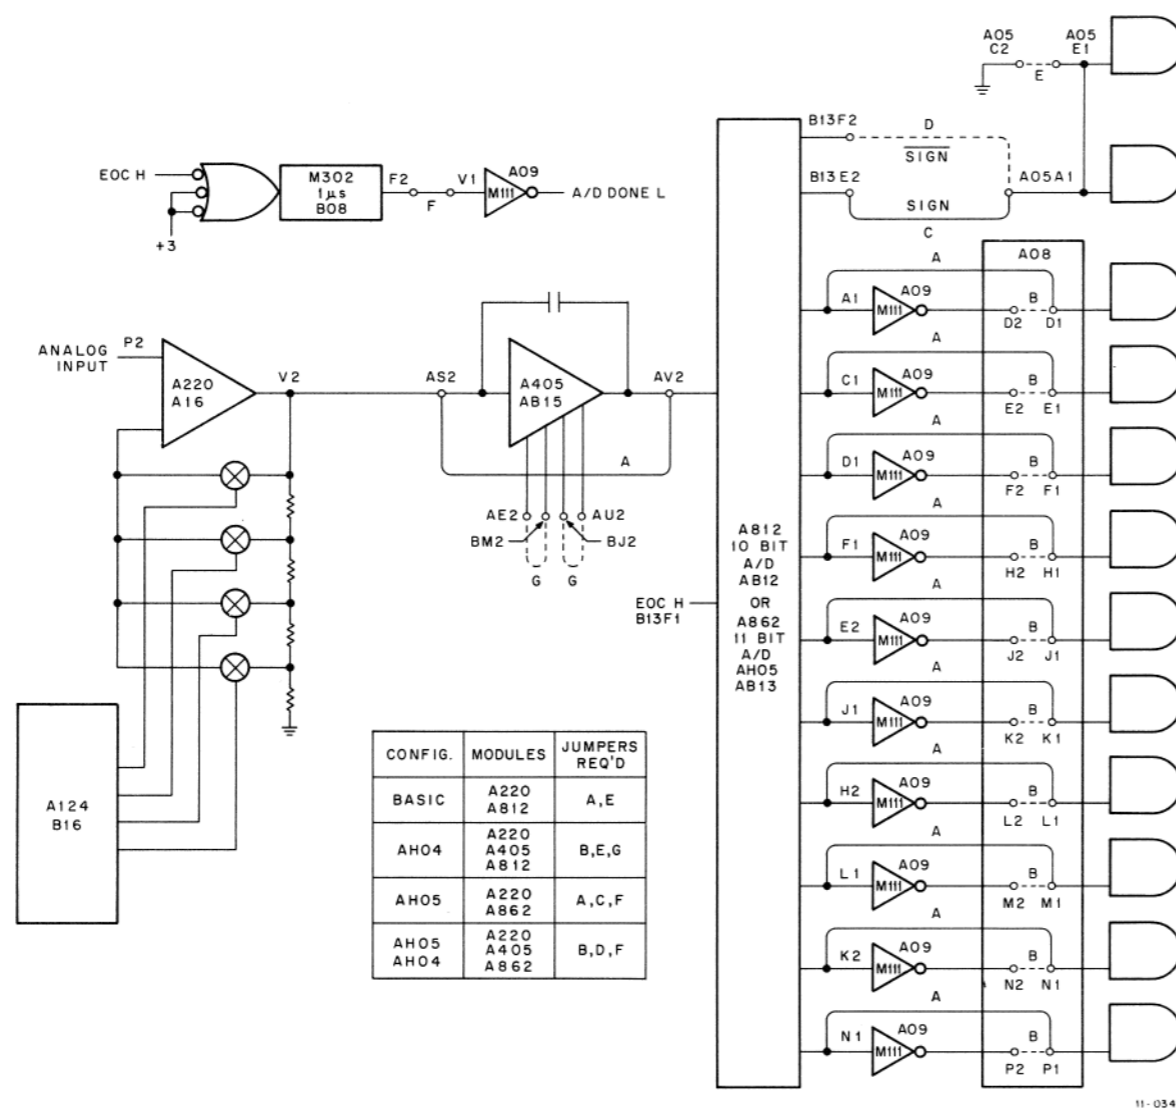 A05
C2
A05
E1
E
B13F2
D
SIGN
B13E2
A05A1
SIGN
C
EOC H
M302
1µs
B08
F2
F
V1
A09
M111
A/D DONE L
+3
A08
A
A1
A09
M111
B
D2 D1
A
C1
A09
M111
B
E2 E1
A
D1
A09
M111
B
F2 F1
A
F1
A09
M111
B
H2 H1
A
E2
A09
M111
B
J2 J1
A
J1
A09
M111
B
K2 K1
A
H2
A09
M111
B
L2 L1
A
L1
A09
M111
B
M2 M1
A
K2
A09
M111
B
N2 N1
A
N1
A09
M111
B
P2 P1
ANALOG
INPUT
P2
A220
A16
V2
AS2
A405
AB15
AV2
A
AE2
AU2
BM2
BJ2
G
G
A812
10 BIT
A/D
AB12
OR
A862
11 BIT
A/D
AH05
AB13
EOC H
B13F1
A124
B16
CONFIG. MODULES JUMPERS
REQ'D
BASIC A220
A812 A,E
AH04 A220
A405
A812 B,E,G
AH05 A220
A862 A,C,F
AH05
AH04 A220
A405
A862 B,D,F